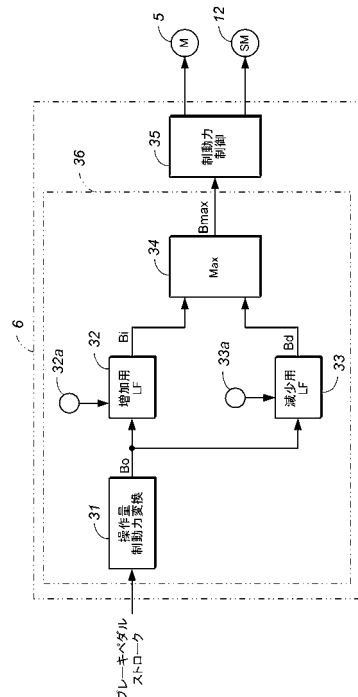 6
36
ブレーキペダル
ストローク
31
操作量
制動力変換
Bo
32a
32
増加用
LF
Bi
33a
減少用
LF
33
Bd
34
Max
Bmax
35
制動力
制御
5
M
12
SM